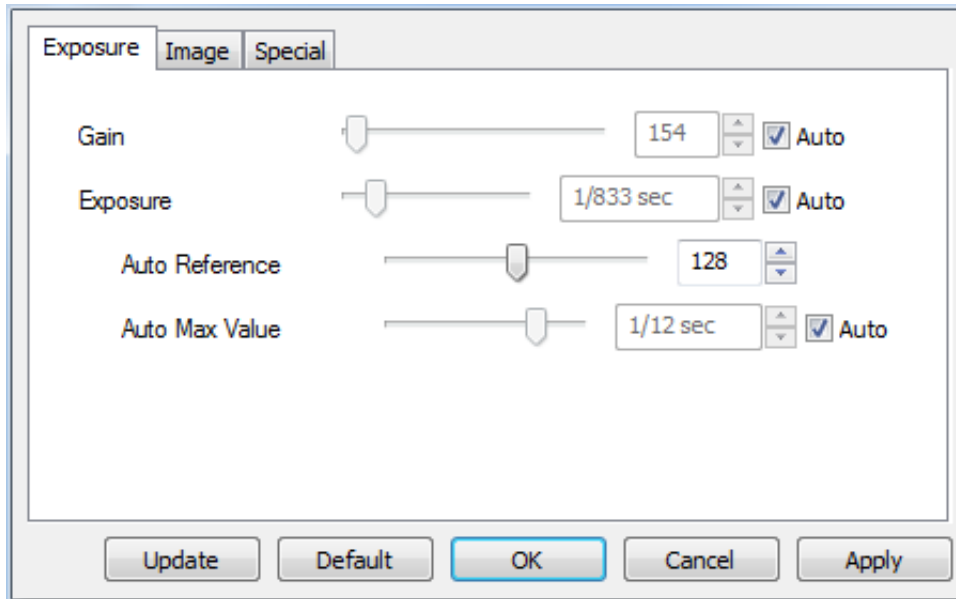 Exposure Image Special
Gain 154 Auto
Exposure 1/833 sec Auto
Auto Reference 128
Auto Max Value 1/12 sec Auto
Update Default OK Cancel Apply